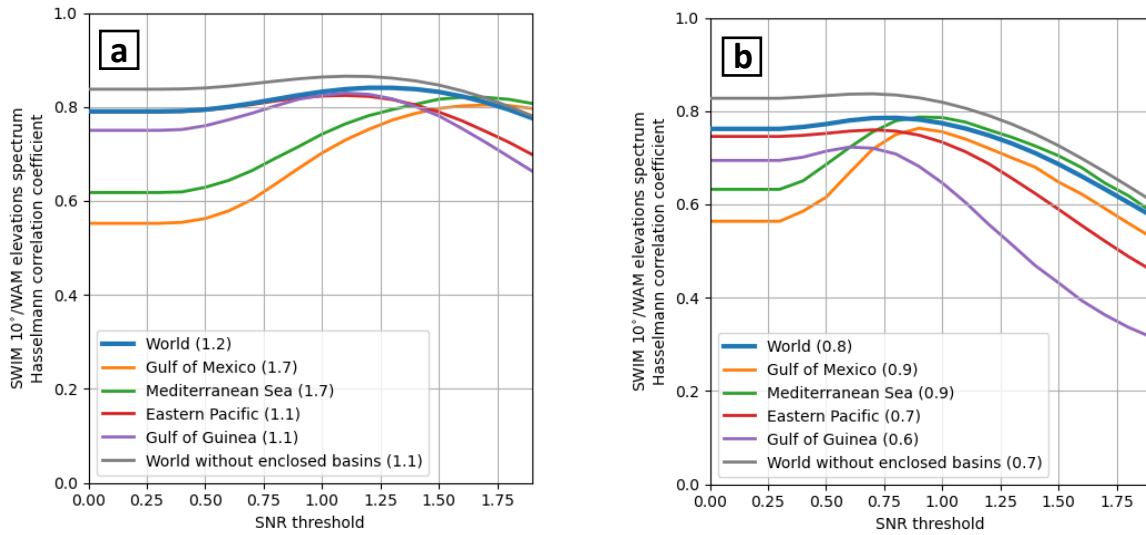 a
SWIM 10°/WAM elevations spectrum
Hasselmann correlation coefficient
1.0
0.8
0.6
0.4
0.2
0.0
World (1.2)
Gulf of Mexico (1.7)
Mediterranean Sea (1.7)
Eastern Pacific (1.1)
Gulf of Guinea (1.1)
World without enclosed basins (1.1)
0.00 0.25 0.50 0.75 1.00 1.25 1.50 1.75
SNR threshold
b
SWIM 10°/WAM elevations spectrum
Hasselmann correlation coefficient
1.0
0.8
0.6
0.4
0.2
0.0
World (0.8)
Gulf of Mexico (0.9)
Mediterranean Sea (0.9)
Eastern Pacific (0.7)
Gulf of Guinea (0.6)
World without enclosed basins (0.7)
0.00 0.25 0.50 0.75 1.00 1.25 1.50 1.75
SNR threshold